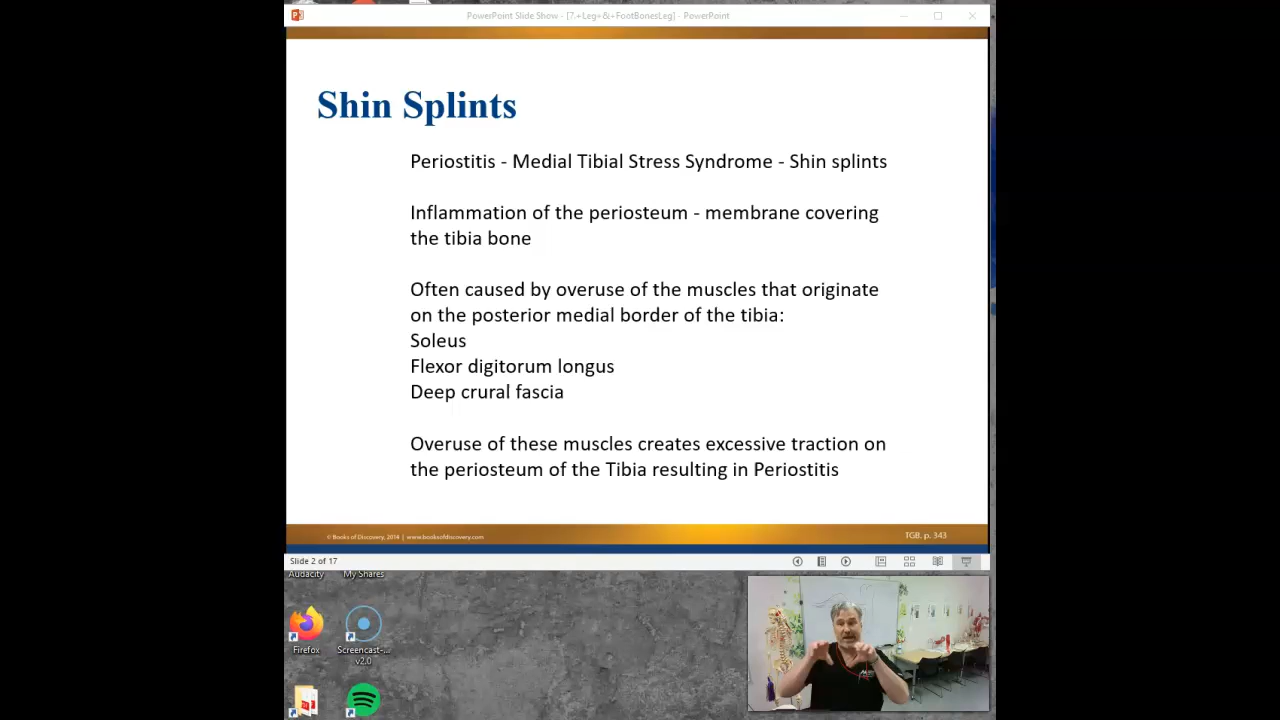 PowerPoint Slide Show - [7.+Leg+&+FootBonesLeg] - PowerPoint
Shin Splints
Periostitis - Medial Tibial Stress Syndrome - Shin splints
Inflammation of the periosteum - membrane covering
the tibia bone
Often caused by overuse of the muscles that originate
on the posterior medial border of the tibia:
Soleus
Flexor digitorum longus
Deep crural fascia
Overuse of these muscles creates excessive traction on
the periosteum of the Tibia resulting in Periostitis
© Books of Discovery, 2014 | www.booksofdiscovery.com
TGB. p. 343
Slide 2 of 17
Audacity
My Shares
Firefox
Screencast-...
v2.0